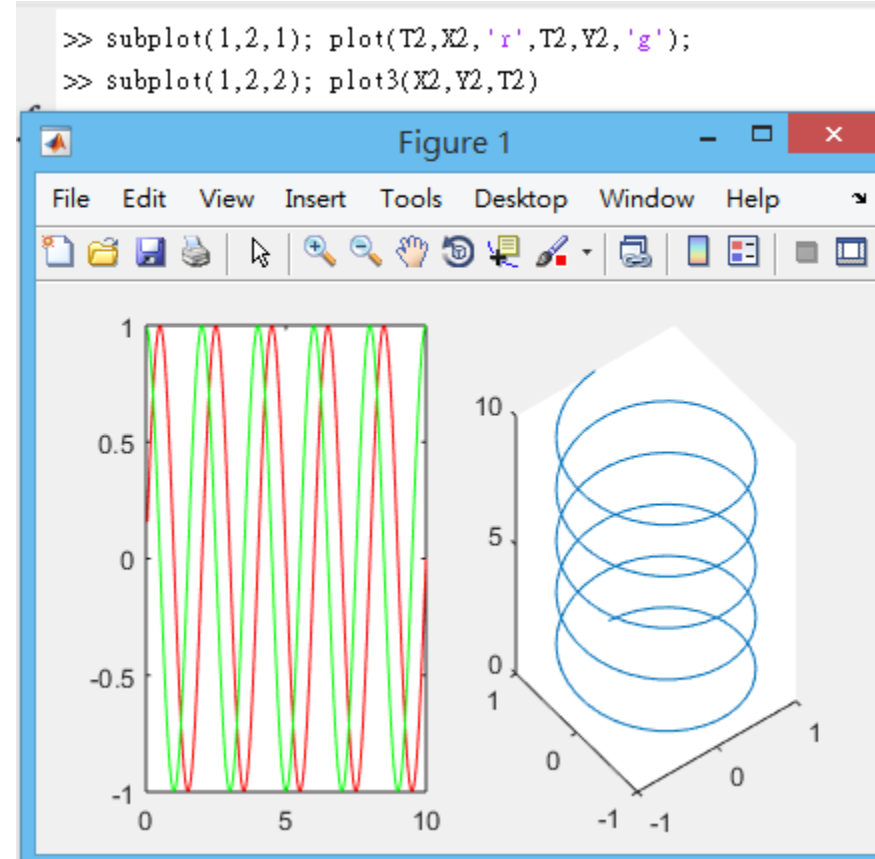 >> subplot(1,2,1); plot(T2,X2,'r',T2,Y2,'g');
>> subplot(1,2,2); plot3(X2,Y2,T2)
Figure 1
File Edit View Insert Tools Desktop Window Help
1
0.5
0
-0.5
-1
0 5 10
10
5
0
1
0
-1
-1
0
1